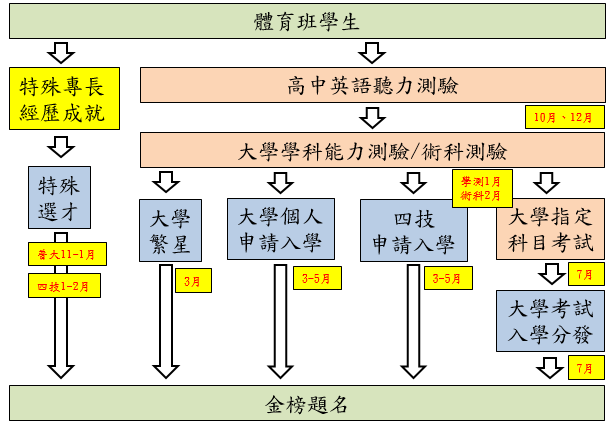 體育班學生
特殊專長
經歷成就
高中英語聽力測驗
10月、12月
大學學科能力測驗/術科測驗
特殊
選才
學測1月
術科2月
大學
繁星
大學個人
申請入學
四技
申請入學
大學指定
科目考試
普大11-1月
四技1-2月
3月
3-5月
3-5月
7月
大學考試
入學分發
7月
金榜題名